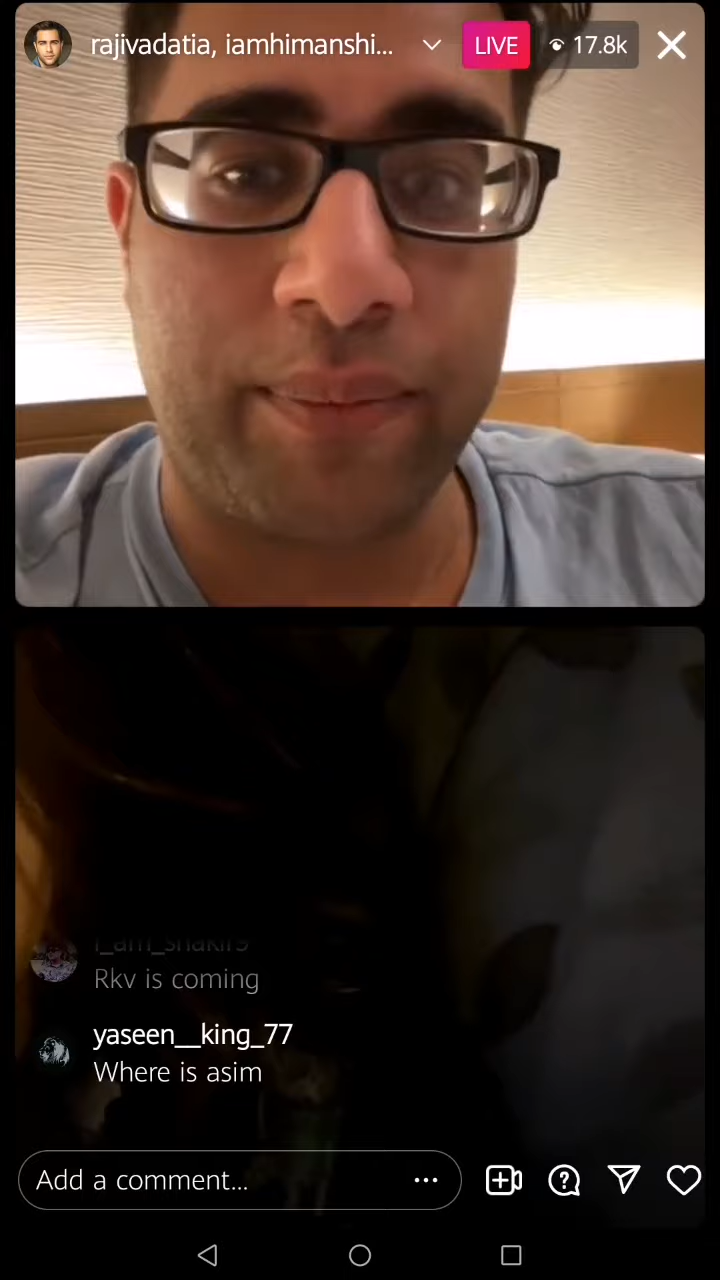 rajivadatia, iamhimanshi...
LIVE
17.8k
Rkv is coming
yaseen__king_77
Where is asim
Add a comment...